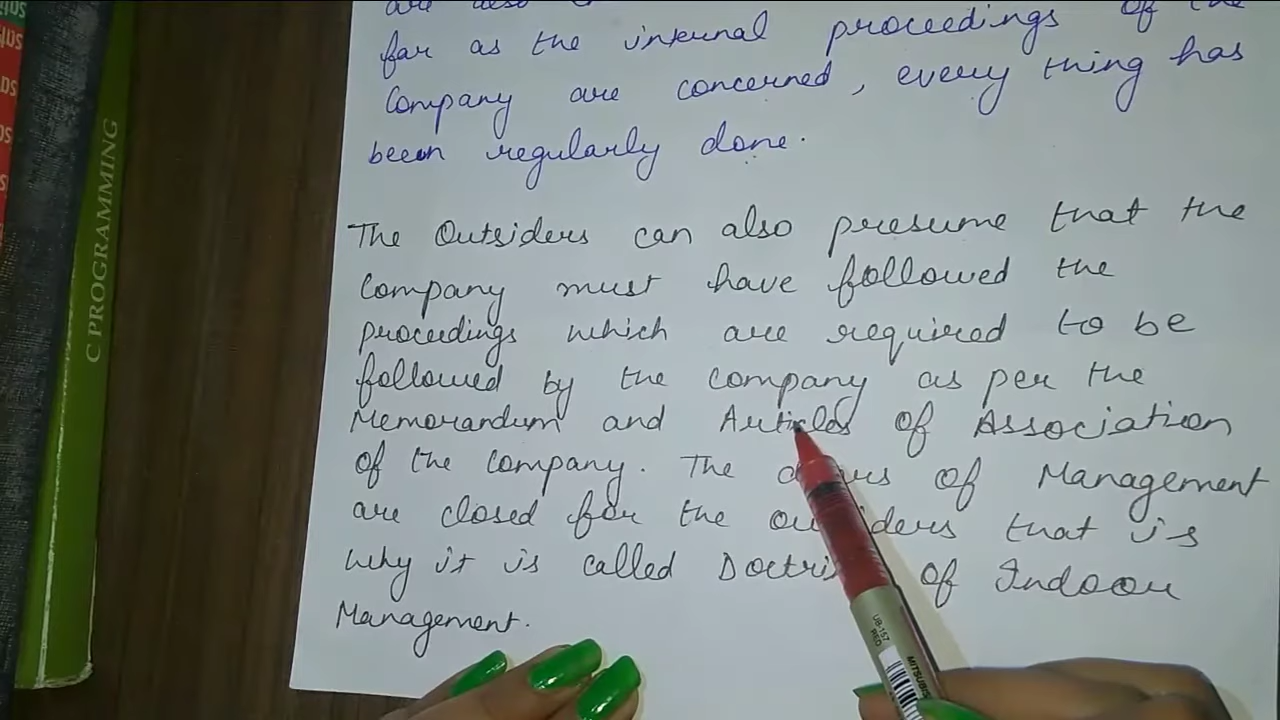 far as the internal proceedings of the
Company are concerned, every thing has
been regularly done.
The Outsiders can also presume that the
Company must have followed the
proceedings which are required to be
followed by the company as per the
Memorandum and Articles of Association
of the company. The of Management
are closed for the that is
why it is called of Indoor
Management.
C PROGRAMMING
UB-157
RED